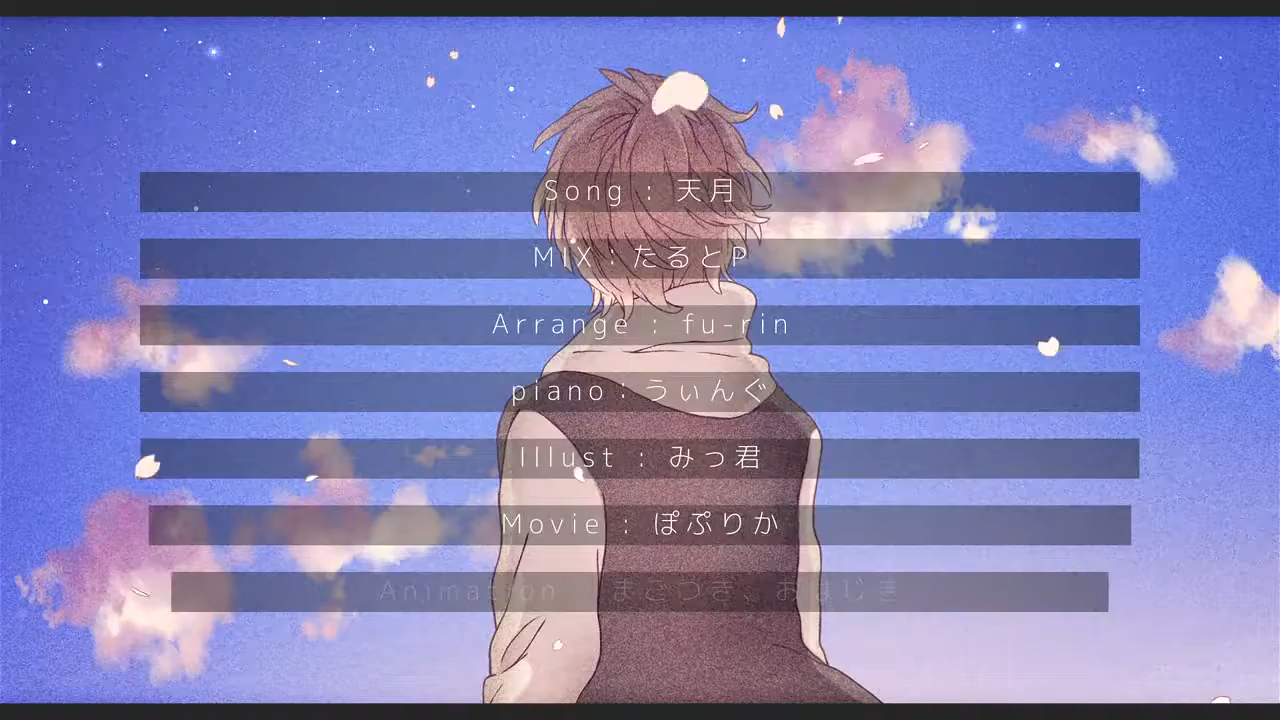 Song : 天月
MIX : たるとP
Arrange : fu-rin
piano : うぃんぐ
Illust : みっ君
Movie : ぽぷりか
Animation :